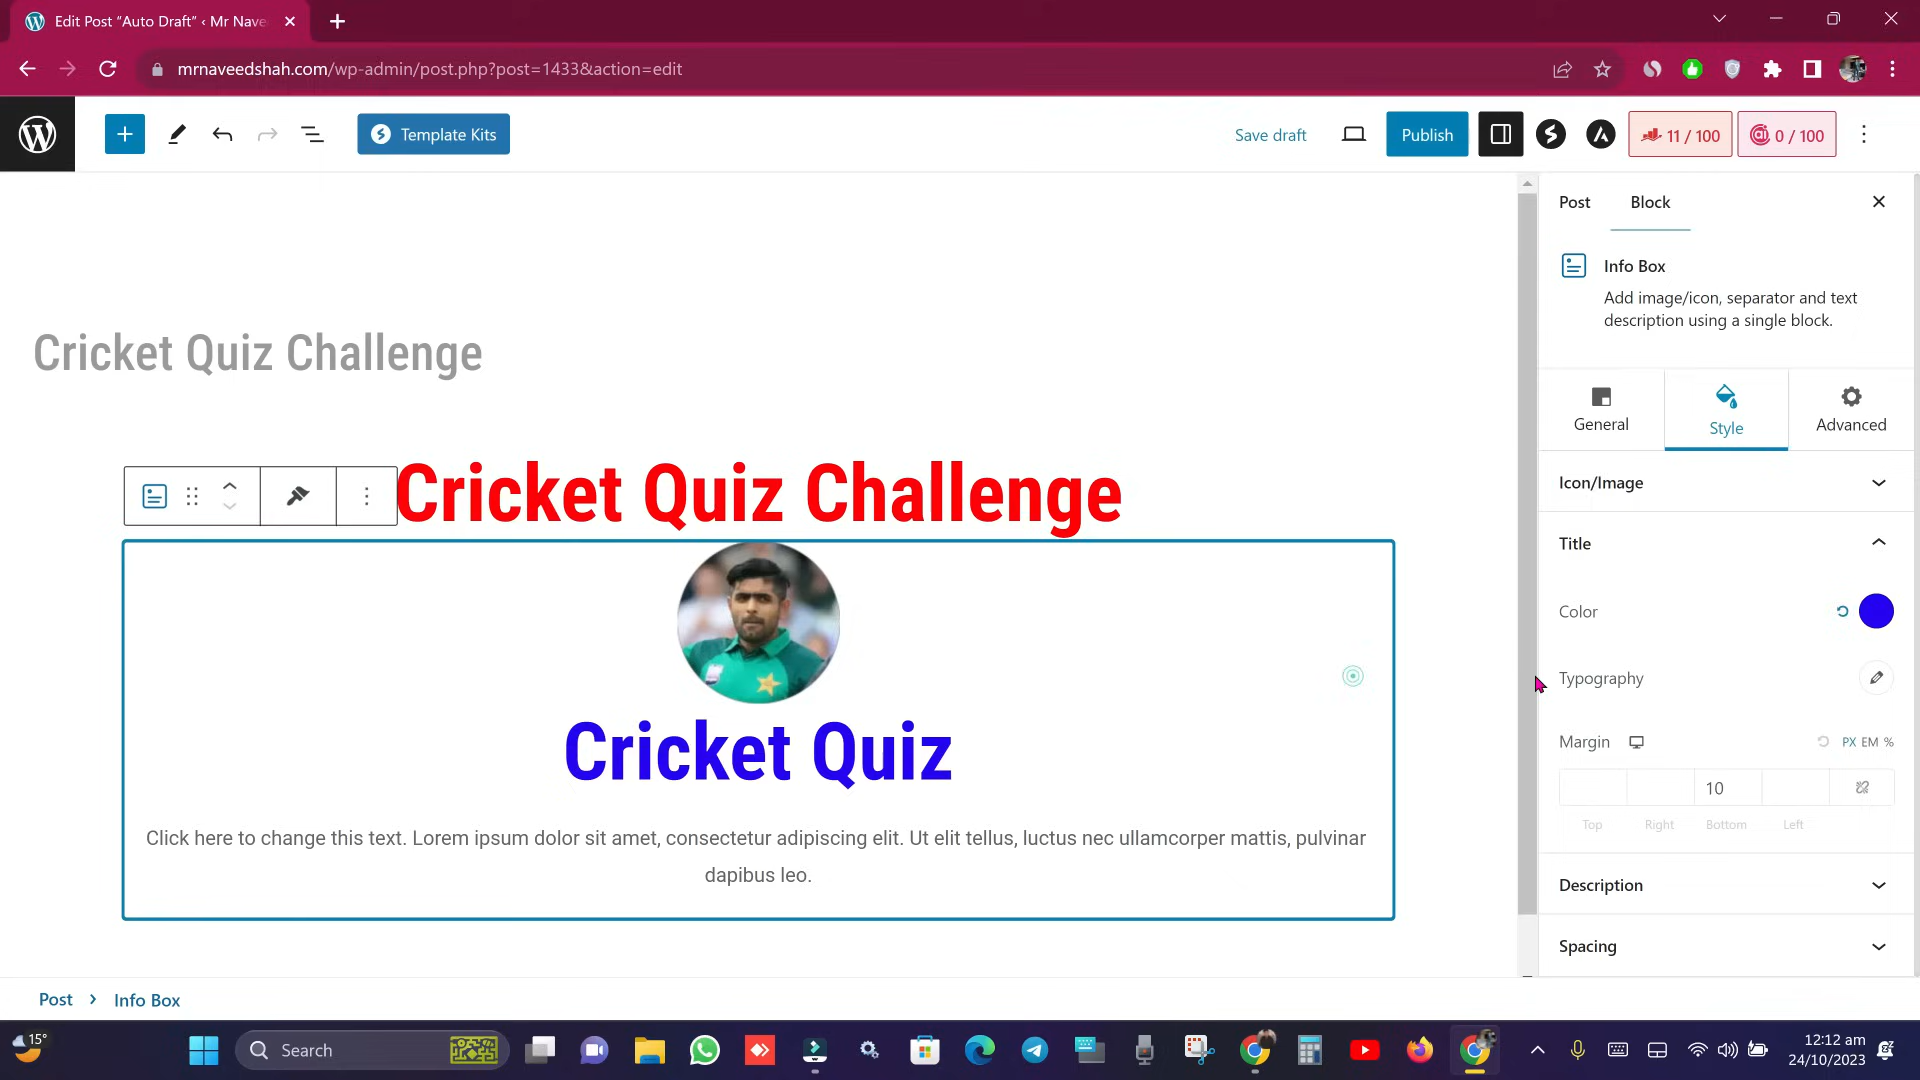 Edit Post “Auto Draft” ‹ Mr Nave
mrnaveedshah.com/wp-admin/post.php?post=1433&action=edit
Template Kits
Save draft
Publish
11 / 100
0 / 100
Post
Block
Info Box
Add image/icon, separator and text
description using a single block.
General
Style
Advanced
Icon/Image
Title
Color
Typography
Margin
PX EM %
10
Top
Right
Bottom
Left
Description
Spacing
Cricket Quiz Challenge
Cricket Quiz Challenge
Cricket Quiz
Click here to change this text. Lorem ipsum dolor sit amet, consectetur adipiscing elit. Ut elit tellus, luctus nec ullamcorper mattis, pulvinar
dapibus leo.
Post
Info Box
15°
Search
12:12 am
24/10/2023